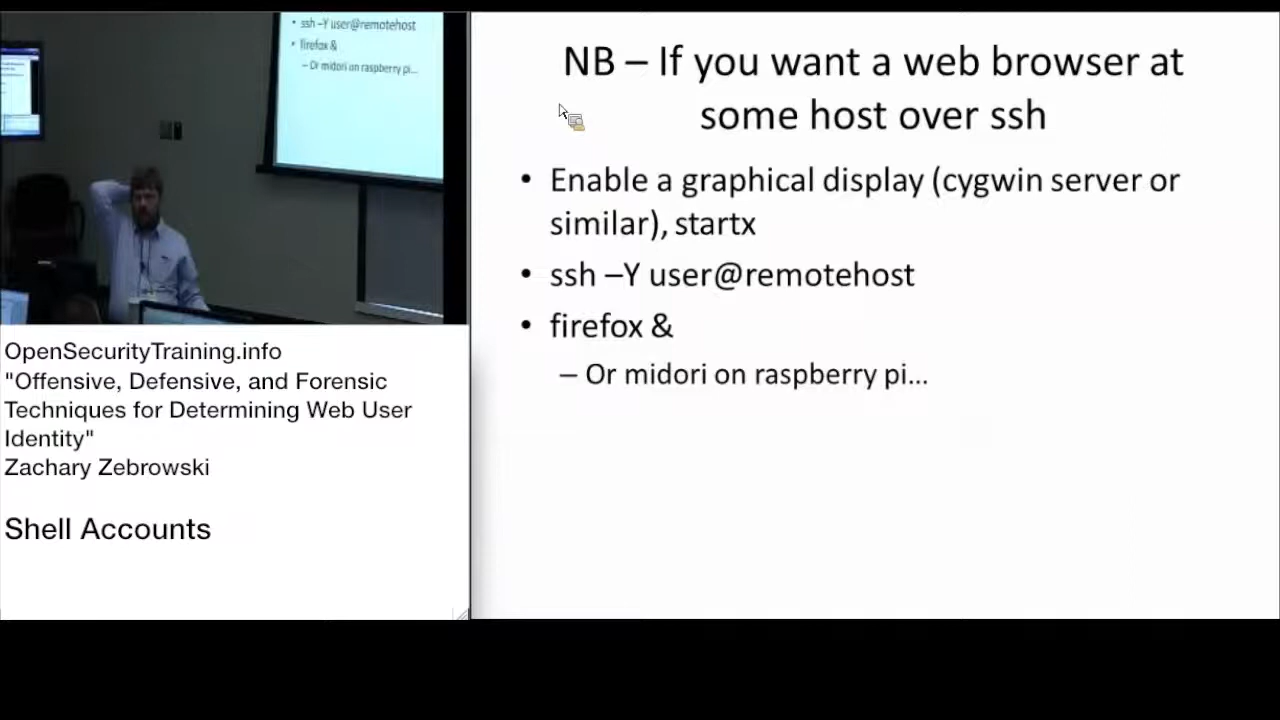 • ssh –Y user@remotehost
• firefox &
– Or midori on raspberry pi...
OpenSecurityTraining.info
"Offensive, Defensive, and Forensic
Techniques for Determining Web User
Identity"
Zachary Zebrowski
Shell Accounts
NB – If you want a web browser at
some host over ssh
• Enable a graphical display (cygwin server or
similar), startx
• ssh –Y user@remotehost
• firefox &
– Or midori on raspberry pi...